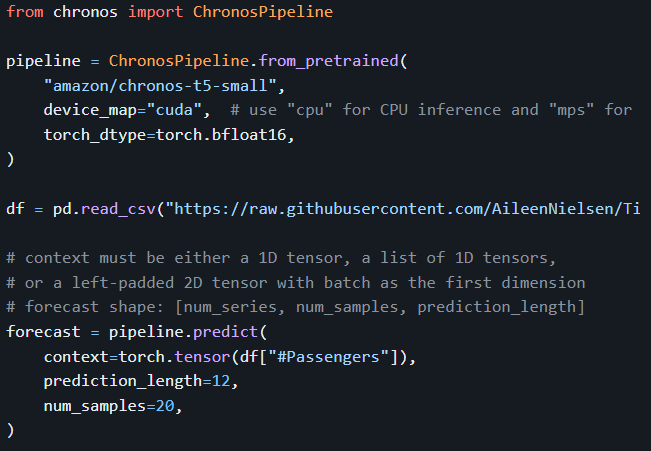 from chronos import ChronosPipeline
pipeline = ChronosPipeline.from_pretrained(
"amazon/chronos-t5-small",
device_map="cuda",  # use "cpu" for CPU inference and "mps" for
torch_dtype=torch.bfloat16,
)
df = pd.read_csv("https://raw.githubusercontent.com/AileenNielsen/Ti
# context must be either a 1D tensor, a list of 1D tensors,
# or a left-padded 2D tensor with batch as the first dimension
# forecast shape: [num_series, num_samples, prediction_length]
forecast = pipeline.predict(
context=torch.tensor(df["#Passengers"]),
prediction_length=12,
num_samples=20,
)